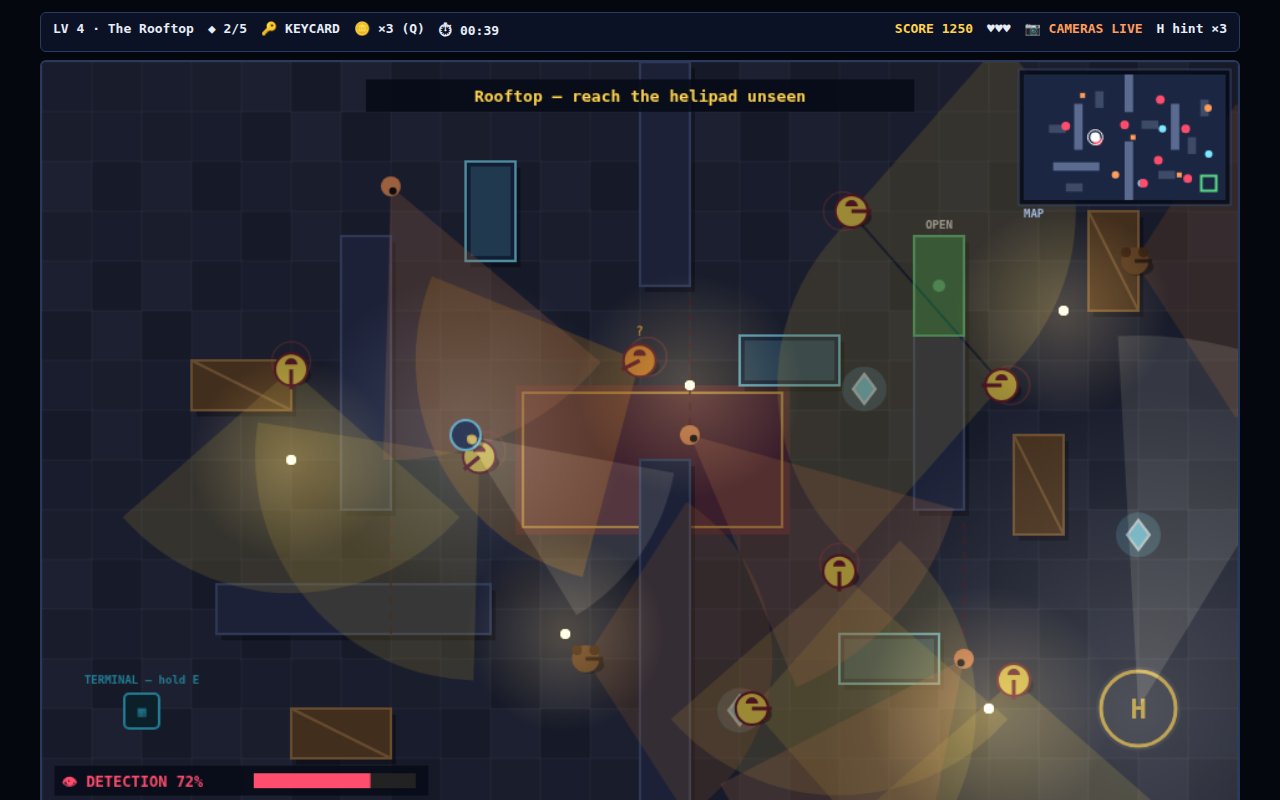 LV 4 · The Rooftop ◆ 2/5 🔑 KEYCARD 🪙 ×3 (Q) ⏱ 00:39 SCORE 1250 ♥♥♥ 📷 CAMERAS LIVE H hint ×3
Rooftop — reach the helipad unseen
MAP
OPEN
?
TERMINAL — hold E
H
👁 DETECTION 72%